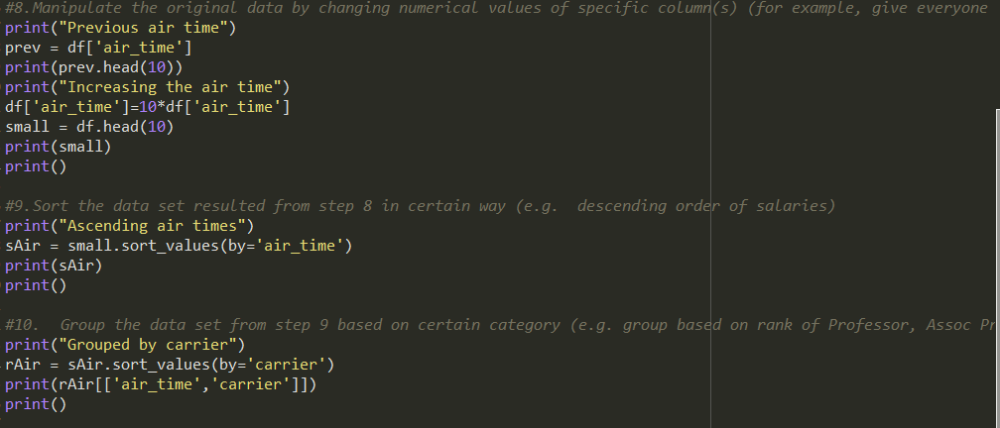 #8.Manipulate the original data by changing numerical values of specific column(s) (for example, give everyone
print("Previous air time")
prev = df['air_time']
print(prev.head(10))
print("Increasing the air time")
df['air_time']=10*df['air_time']
small = df.head(10)
print(small)
print()
#9.Sort the data set resulted from step 8 in certain way (e.g.  descending order of salaries)
print("Ascending air times")
sAir = small.sort_values(by='air_time')
print(sAir)
print()
#10.  Group the data set from step 9 based on certain category (e.g. group based on rank of Professor, Assoc Pr
print("Grouped by carrier")
rAir = sAir.sort_values(by='carrier')
print(rAir[['air_time','carrier']])
print()